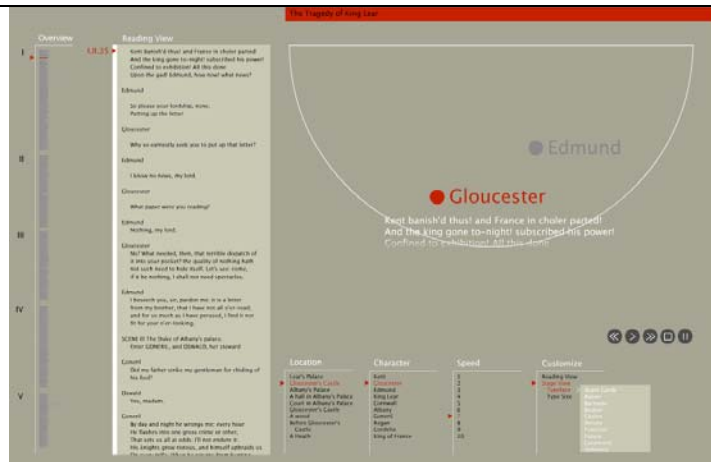 The Tragedy of King Lear
Overview
Reading View
I
I.II.25
Kent banish'd thus! and France in choler parted!
And the king gone to-night! subscribed his power!
Confined to exhibition! All this done
Upon the gad! Edmund, how now! what news?
Edmund
So please your lordship, none.
Putting up the letter
Gloucester
Why so earnestly seek you to put up that letter?
II
Edmund
I know no news, my lord.
Gloucester
What paper were you reading?
Edmund
Nothing, my lord.
III
Gloucester
No? What needed, then, that terrible dispatch of
it into your pocket? the quality of nothing hath
not such need to hide itself. Let's see: come,
if it be nothing, I shall not need spectacles.
Edmund
I beseech you, sir, pardon me: it is a letter
from my brother, that I have not all o'er-read;
and for so much as I have perused, I find it not
fit for your o'er-looking.
IV
SCENE III The Duke of Albany's palace.
Enter GONERIL, and OSWALD, her steward
Goneril
Did my father strike my gentleman for chiding of
his fool?
Oswald
Yes, madam.
V
Goneril
By day and night he wrongs me; every hour
He flashes into one gross crime or other,
That sets us all at odds: I'll not endure it:
His knights grow riotous, and himself upbraids us
Edmund
Gloucester
Kent banish'd thus! and France in choler parted!
And the king gone to-night! subscribed his power!
Confined to exhibition! All this done
Location
Lear's Palace
Gloucester's Castle
Albany's Palace
A hall in Albany's Palace
Court in Albany's Palace
Gloucester's Castle
A wood
Before Gloucester's
Castle
A Heath
Character
Kent
Gloucester
Edmund
King Lear
Cornwall
Albany
Goneril
Regan
Cordelia
King of France
Speed
1
2
3
4
5
6
7
8
9
10
Customize
Reading View
Stage View
Typeface
Type Size